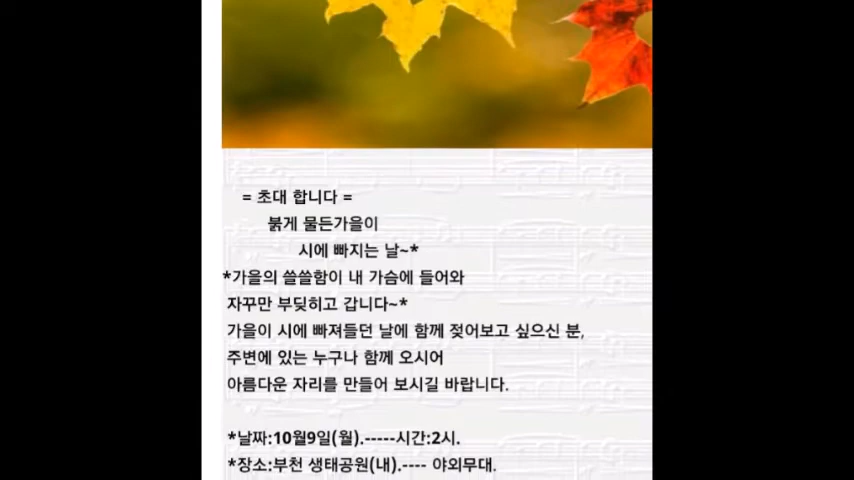 = 초대 합니다 =
붉게 물든가을이
시에 빠지는 날~*
*가을의 쓸쓸함이 내 가슴에 들어와
자꾸만 부딪히고 갑니다~*
가을이 시에 빠져들던 날에 함께 젖어보고 싶으신 분,
주변에 있는 누구나 함께 오시어
아름다운 자리를 만들어 보시길 바랍니다.
*날짜:10월9일(월).-----시간:2시.
*장소:부천 생태공원(내).---- 야외무대.